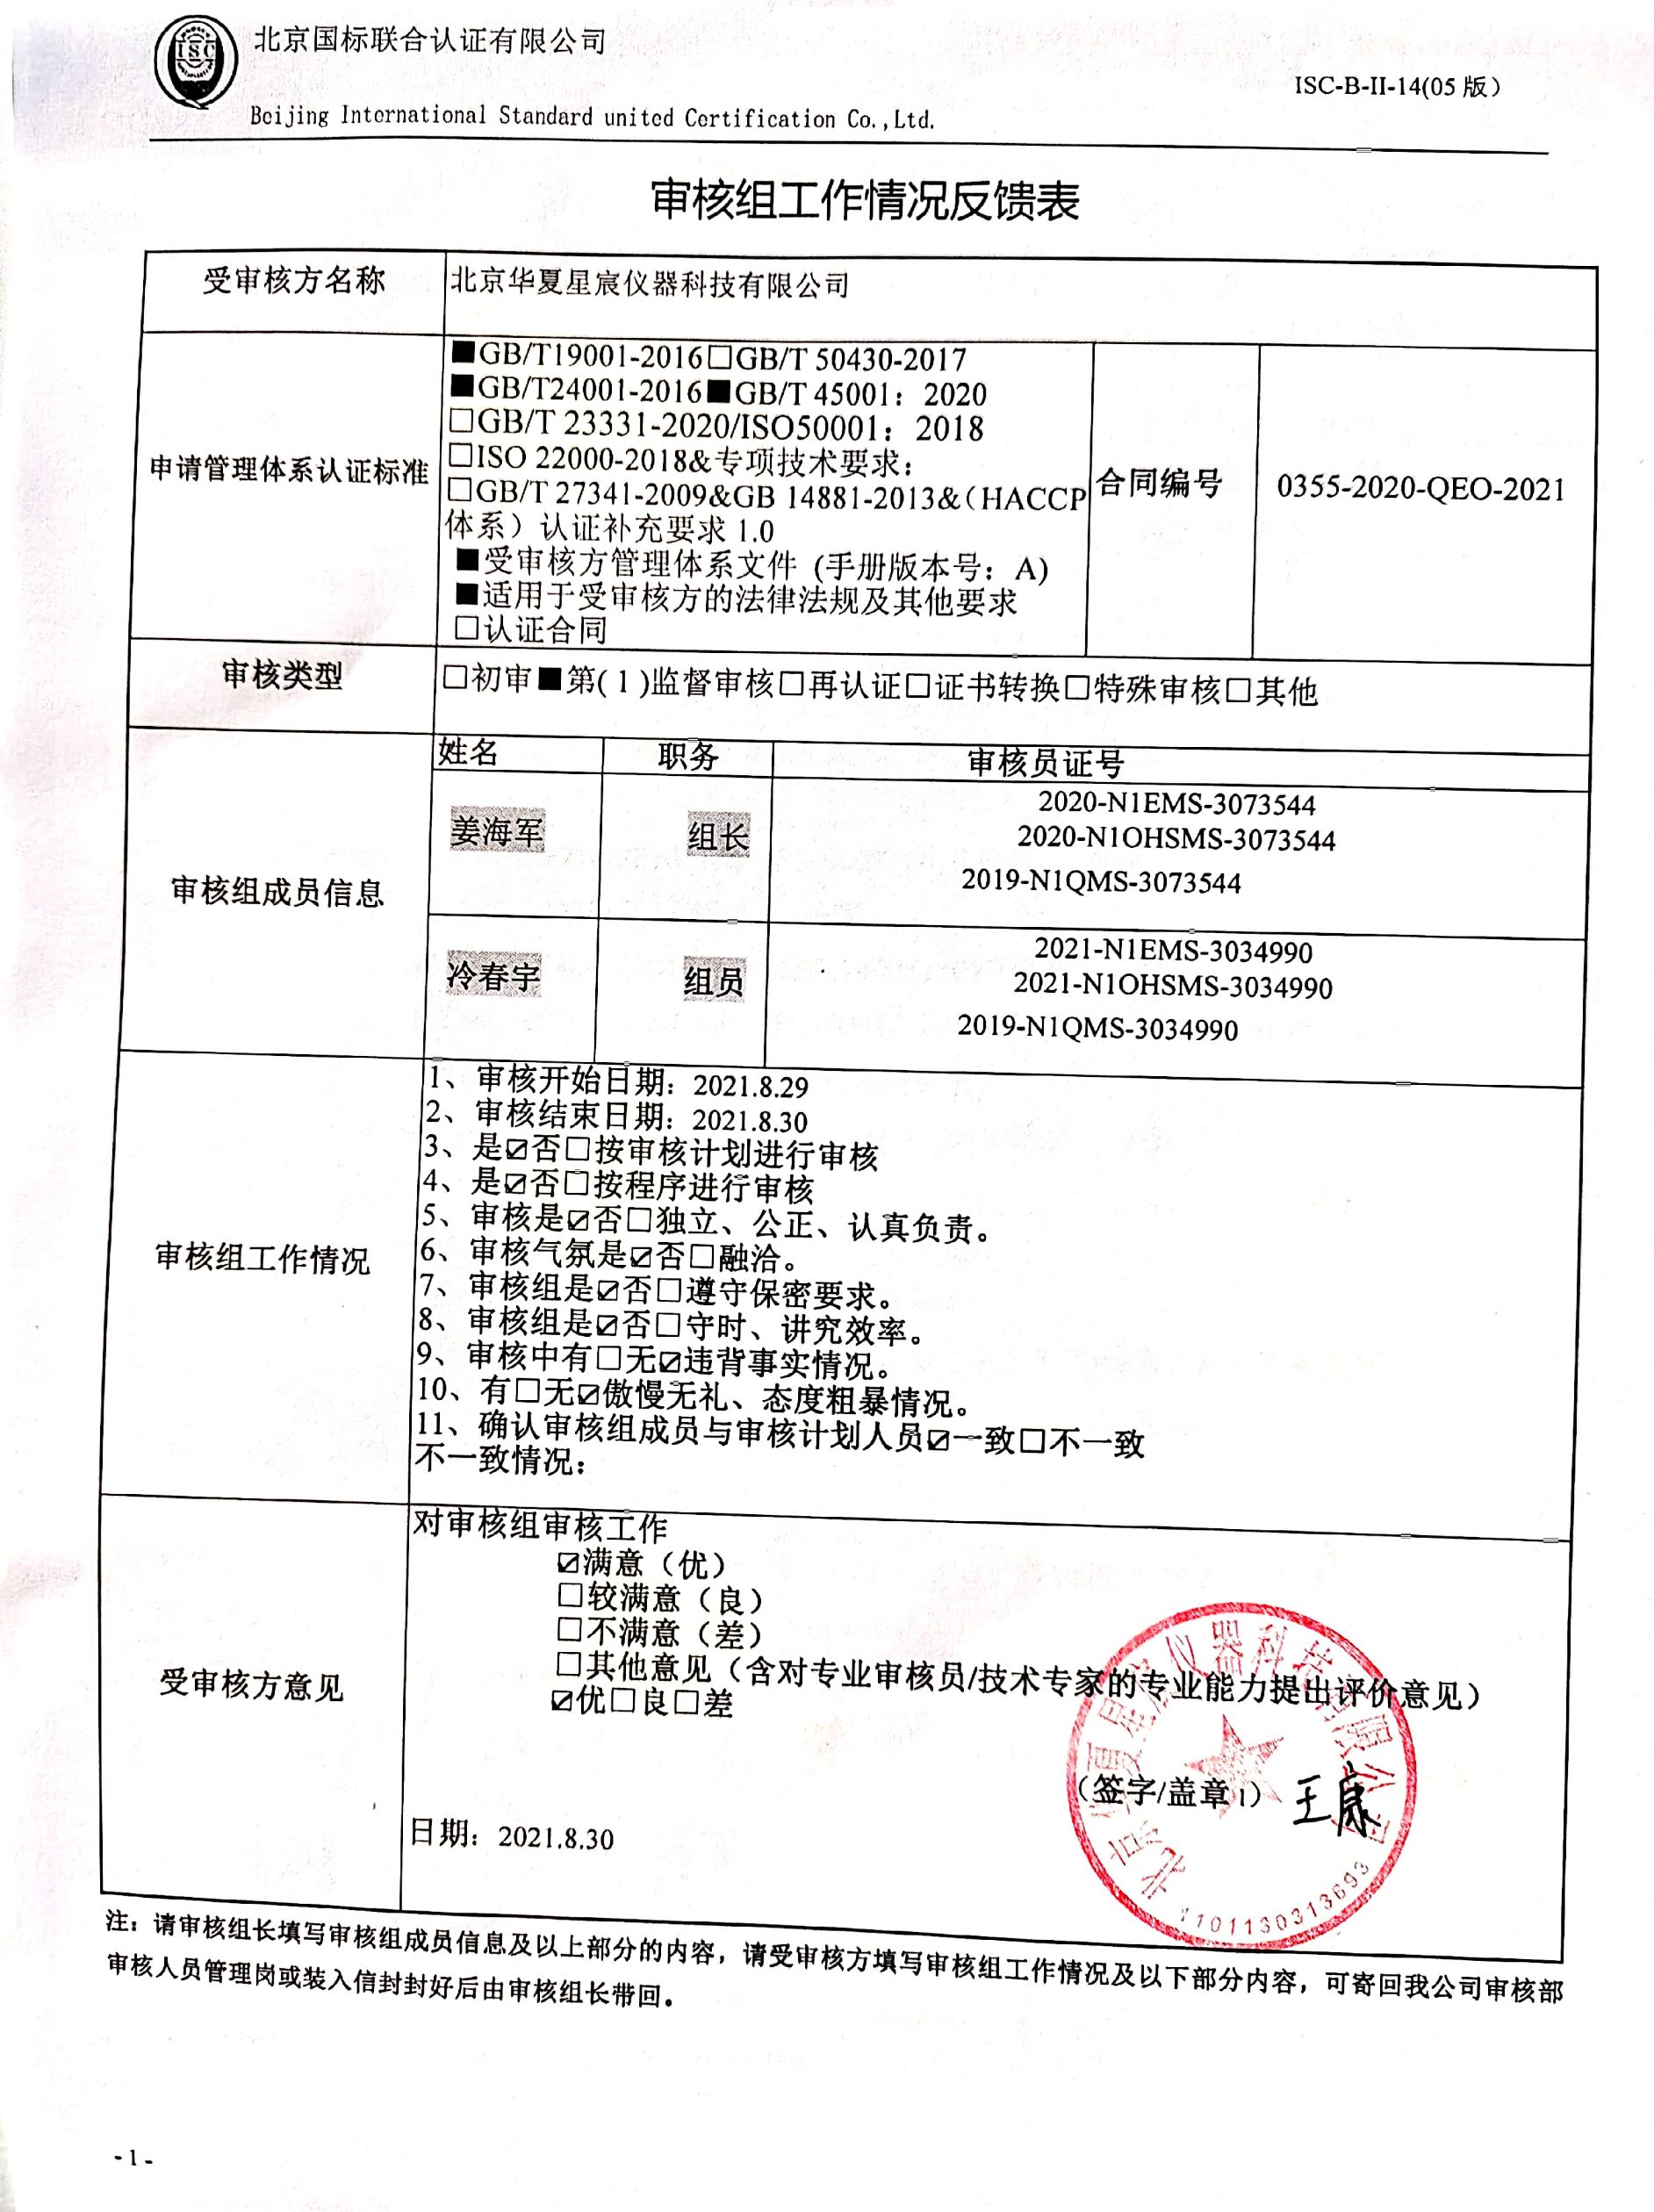 ISC
北京国标联合认证有限公司
ISC-B-II-14(05 版）
Beijing International Standard united Certification Co.,Ltd.
审核组工作情况反馈表
受审核方名称
北京华夏星宸仪器科技有限公司
申请管理体系认证标准
■GB/T19001-2016□GB/T 50430-2017
■GB/T24001-2016■GB/T 45001：2020
□GB/T 23331-2020/ISO50001：2018
□ISO 22000-2018&专项技术要求：
□GB/T 27341-2009&GB 14881-2013&（HACCP
体系）认证补充要求 1.0
■受审核方管理体系文件 (手册版本号：A)
■适用于受审核方的法律法规及其他要求
□认证合同
合同编号
0355-2020-QEO-2021
审核类型
□初审■第( 1 )监督审核□再认证□证书转换□特殊审核□其他
审核组成员信息
姓名 职务 审核员证号
姜海军 组长
2020-N1EMS-3073544
2020-N1OHSMS-3073544
2019-N1QMS-3073544
冷春宇 组员
2021-N1EMS-3034990
2021-N1OHSMS-3034990
2019-N1QMS-3034990
审核组工作情况
1、审核开始日期：2021.8.29
2、审核结束日期：2021.8.30
3、是☑否□按审核计划进行审核
4、是☑否□按程序进行审核
5、审核是☑否□独立、公正、认真负责。
6、审核气氛是☑否□融洽。
7、审核组是☑否□遵守保密要求。
8、审核组是☑否□守时、讲究效率。
9、审核中有□无☑违背事实情况。
10、有□无☑傲慢无礼、态度粗暴情况。
11、确认审核组成员与审核计划人员☑一致□不一致
不一致情况：
受审核方意见
对审核组审核工作
☑满意（优）
□较满意（良）
□不满意（差）
□其他意见（含对专业审核员/技术专家的专业能力提出评价意见）
☑优□良□差
（签字/盖章）王康
北京华夏星宸仪器科技有限公司
1101130313693
日期：2021.8.30
注：请审核组长填写审核组成员信息及以上部分的内容，请受审核方填写审核组工作情况及以下部分内容，可寄回我公司审核部
审核人员管理岗或装入信封封好后由审核组长带回。
- 1 -